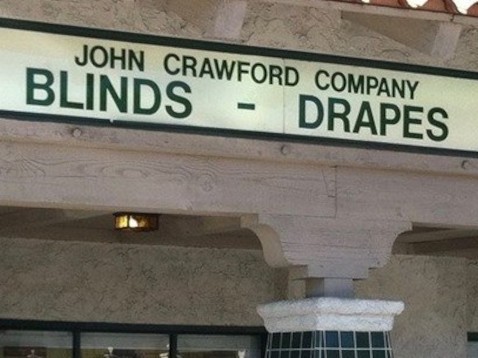 JOHN CRAWFORD COMPANY
BLINDS - DRAPES